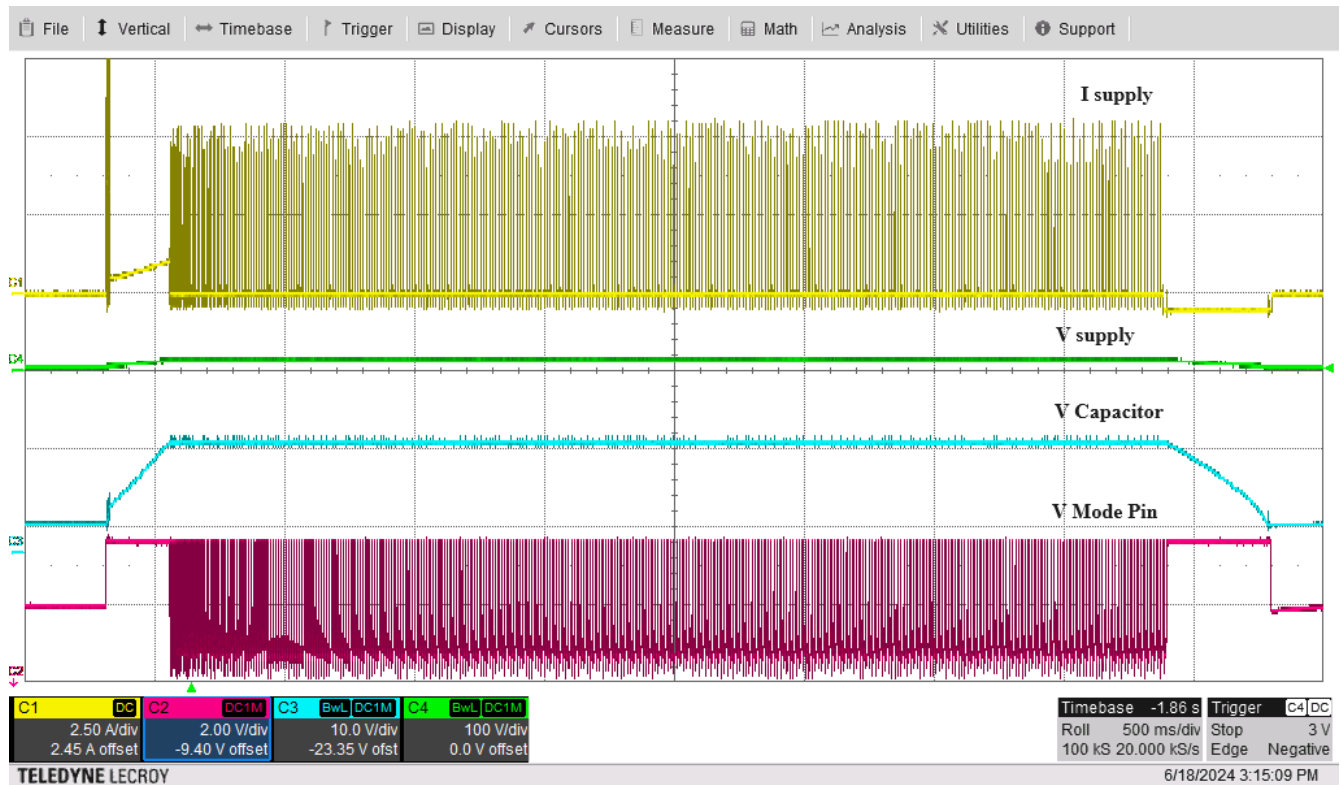 File Vertical Timebase Trigger Display Cursors Measure Math Analysis Utilities Support
I supply
C1
V supply
C4
V Capacitor
V Mode Pin
C3
C2
C1 DC C2 DC1M C3 BwL DC1M C4 BwL DC1M
2.50 A/div 2.00 V/div 10.0 V/div 100 V/div
2.45 A offset -9.40 V offset -23.35 V ofst 0.0 V offset
Timebase -1.86 s Trigger C4 DC
Roll 500 ms/div Stop 3 V
100 kS 20.000 kS/s Edge Negative
TELEDYNE LECROY
6/18/2024 3:15:09 PM